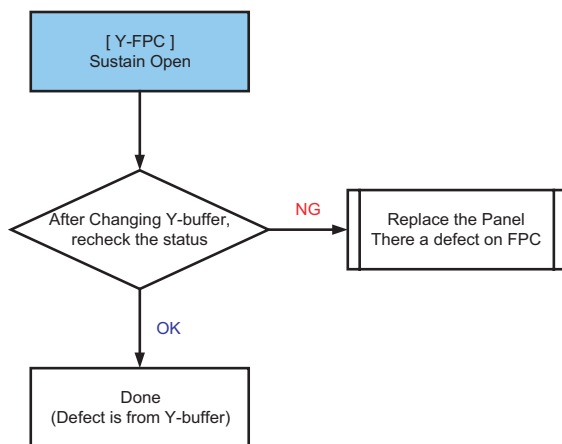 [ Y-FPC ]
Sustain Open
After Changing Y-buffer,
recheck the status
NG
Replace the Panel
There a defect on FPC
OK
Done
(Defect is from Y-buffer)